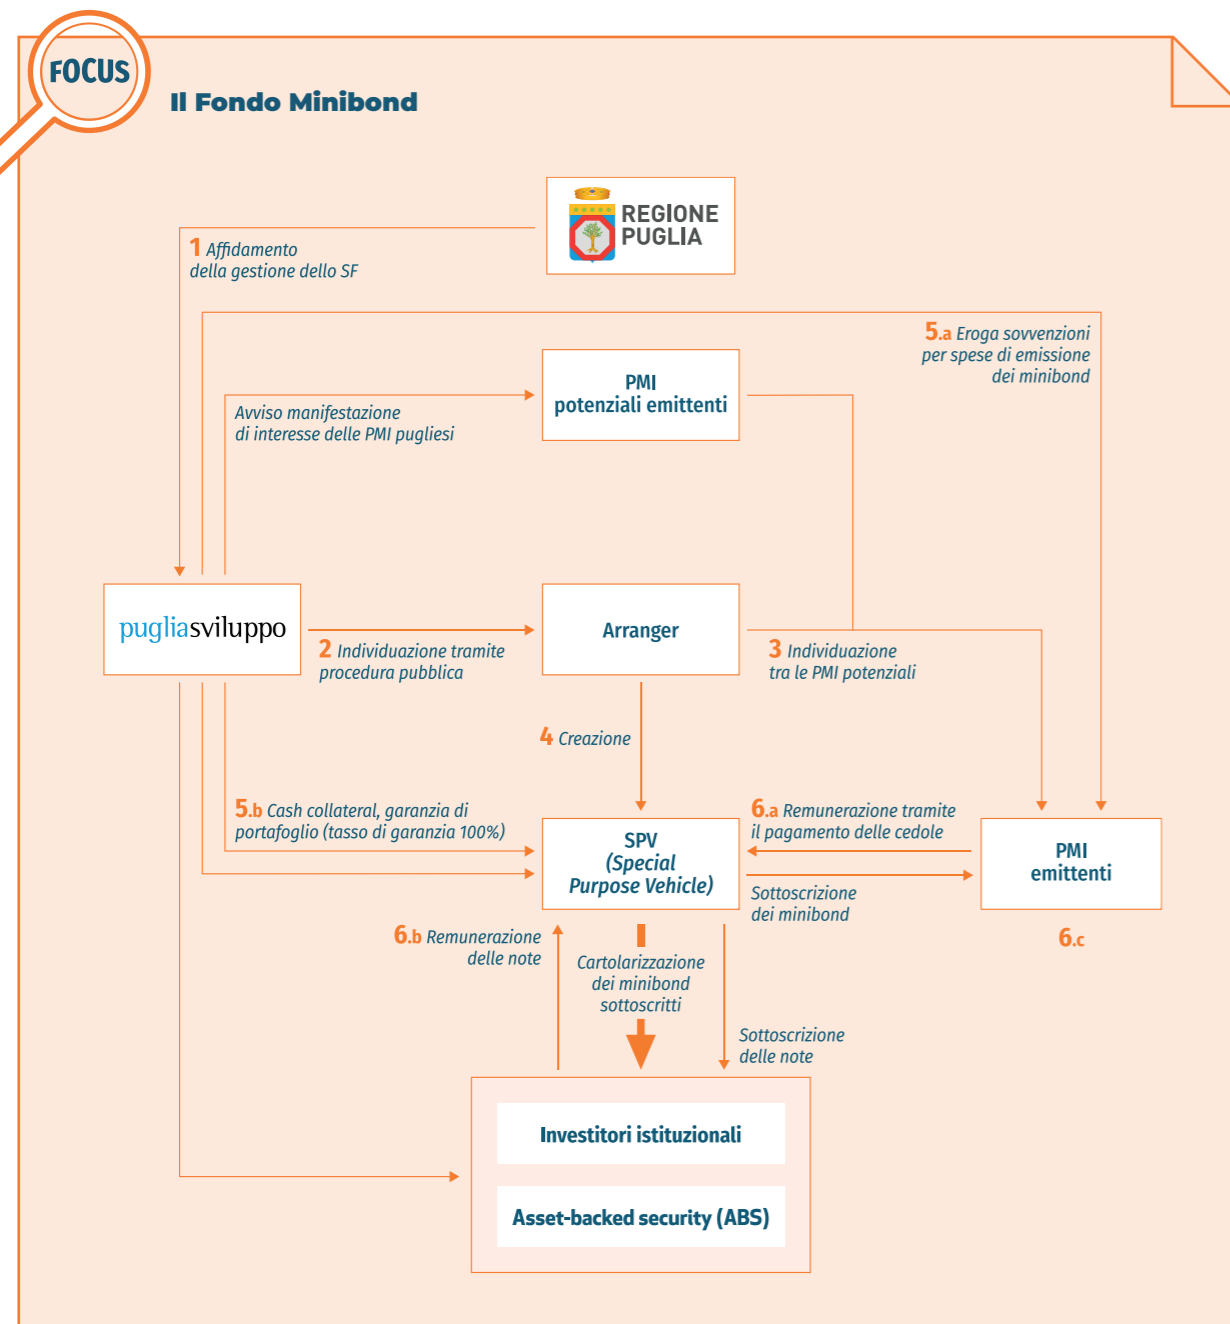 FOCUS
Il Fondo Minibond
REGIONE
PUGLIA
1 Affidamento
della gestione dello SF
5.a Eroga sovvenzioni
per spese di emissione
dei minibond
PMI
potenziali emittenti
Avviso manifestazione
di interesse delle PMI pugliesi
pugliasviluppo
Arranger
2 Individuazione tramite
procedura pubblica
3 Individuazione
tra le PMI potenziali
4 Creazione
5.b Cash collateral, garanzia di
portafoglio (tasso di garanzia 100%)
6.a Remunerazione tramite
il pagamento delle cedole
SPV
(Special
Purpose Vehicle)
PMI
emittenti
Sottoscrizione
dei minibond
6.c
6.b Remunerazione
delle note
Cartolarizzazione
dei minibond
sottoscritti
Sottoscrizione
delle note
Investitori istituzionali
Asset-backed security (ABS)